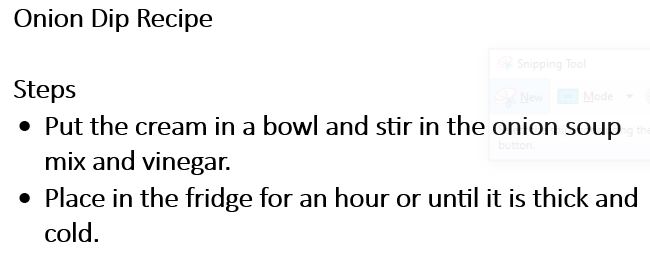 Onion Dip Recipe
Snipping Tool
Steps
New Mode
• Put the cream in a bowl and stir in the onion soup
button.
mix and vinegar.
• Place in the fridge for an hour or until it is thick and
cold.